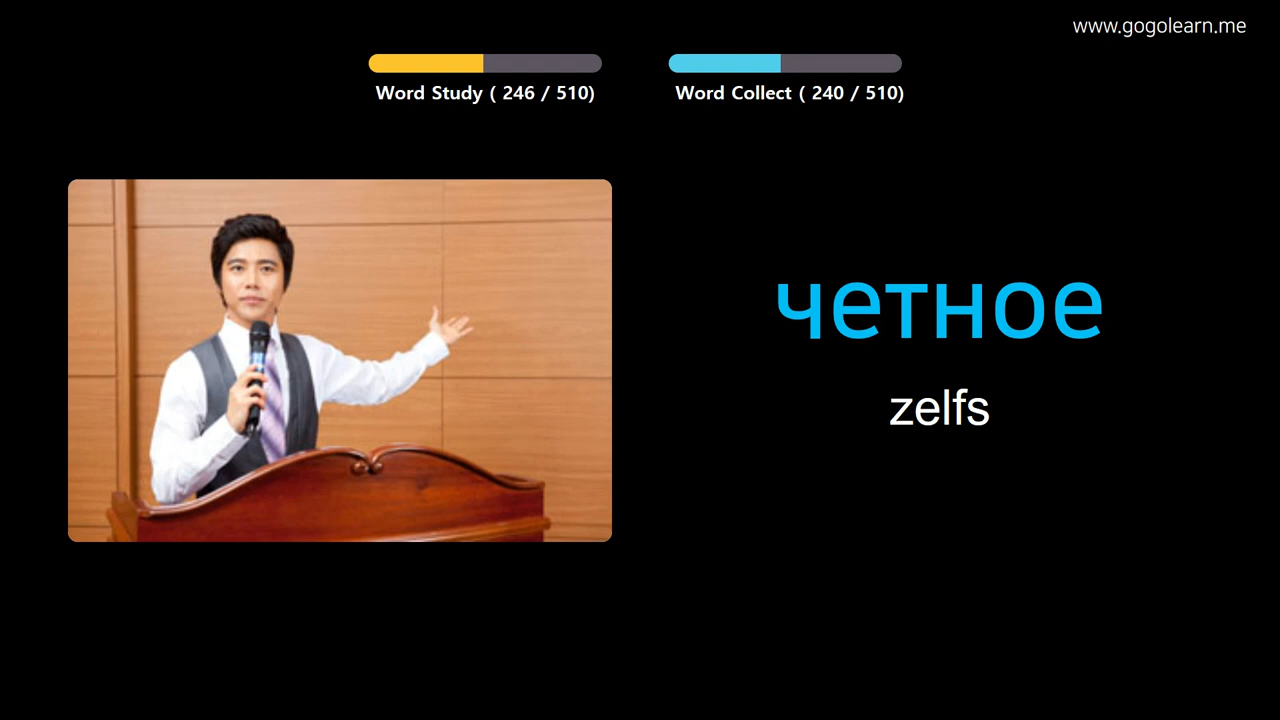 www.gogolearn.me
Word Study ( 246 / 510)
Word Collect ( 240 / 510)
четное
zelfs